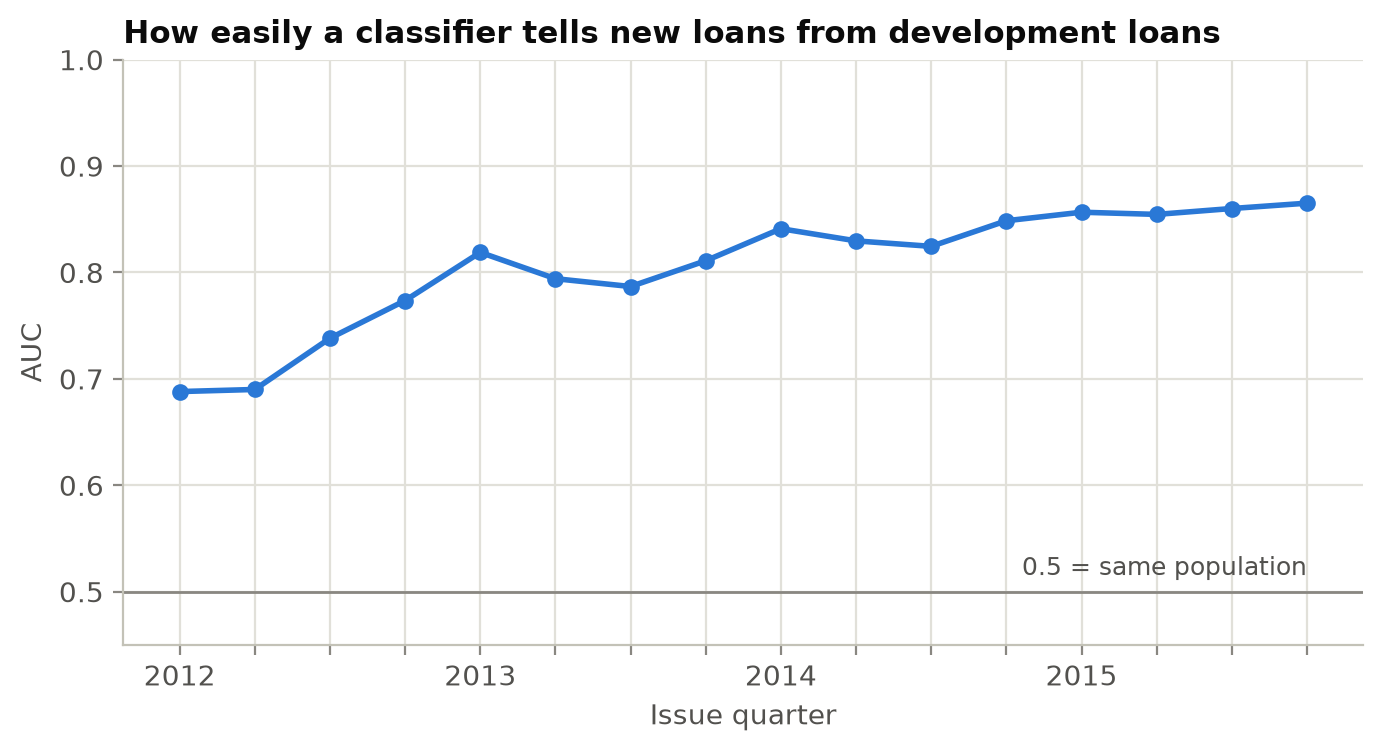 How easily a classifier tells new loans from development loans
1.0
0.9
0.8
0.7
0.6
0.5
AUC
0.5 = same population
2012 2013 2014 2015
Issue quarter